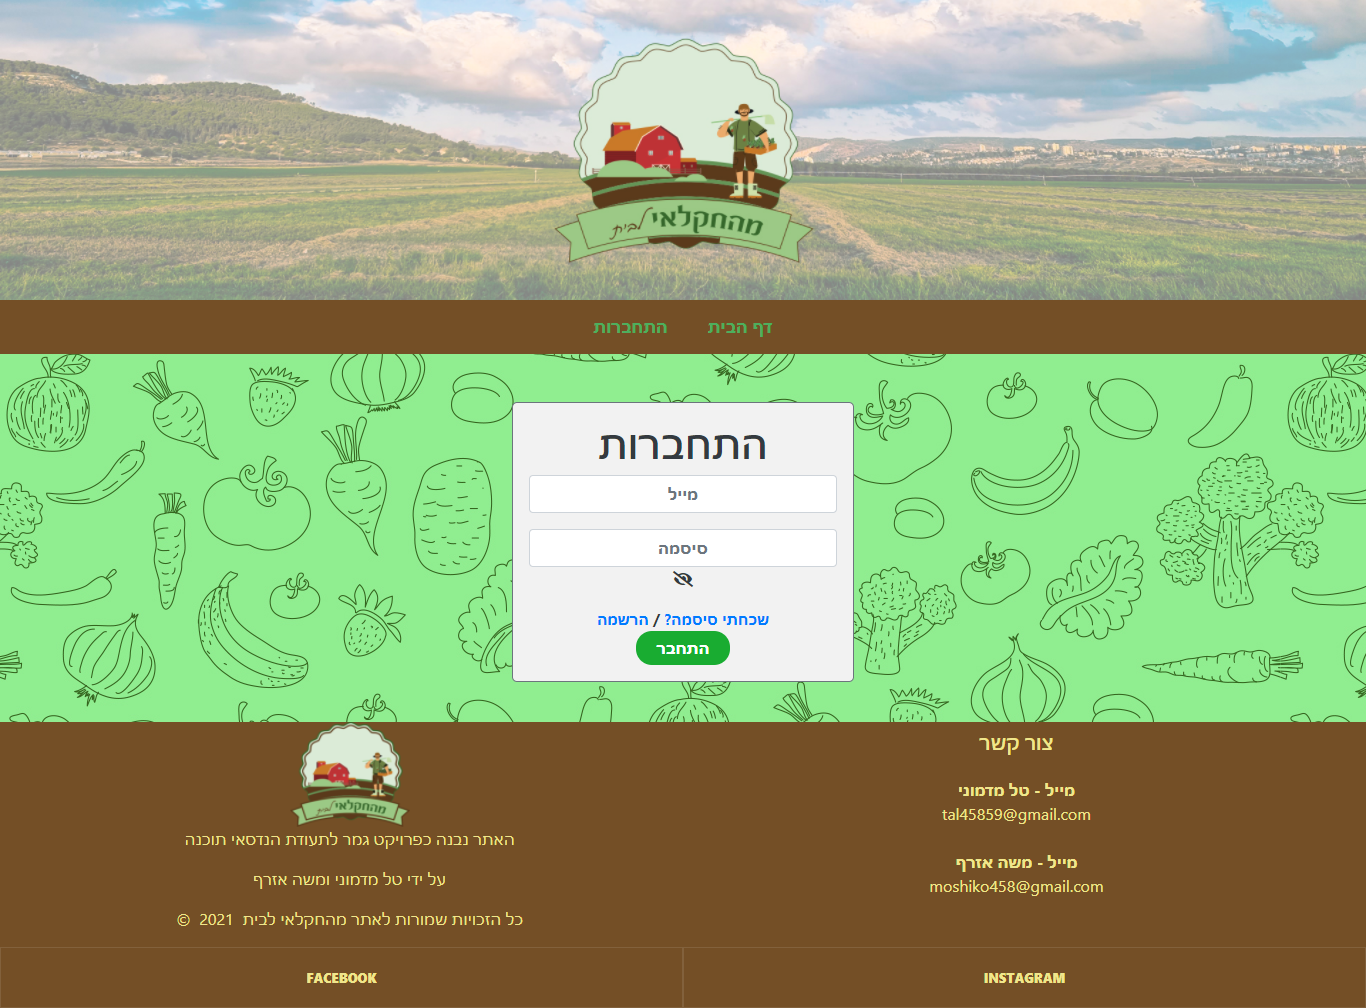 מהחקלאי לבית
דף הבית
התחברות
התחברות
מייל
סיסמה
שכחתי סיסמה? / הרשמה
התחבר
צור קשר
מייל - טל מדמוני
tal45859@gmail.com
מייל - משה אזרף
moshiko458@gmail.com
מהחקלאי לבית
האתר נבנה כפרויקט גמר לתעודת הנדסאי תוכנה
על ידי טל מדמוני ומשה אזרף
כל הזכויות שמורות לאתר מהחקלאי לבית 2021 ©
INSTAGRAM
FACEBOOK